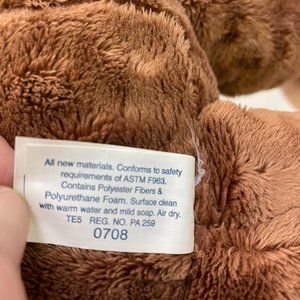 All new materials. Conforms to safety
requirements of ASTM F963.
Contains Polyester Fibers &
Polyurethane Foam. Surface clean
with warm water and mild soap. Air dry.
TE5 REG. NO. PA 259
0708